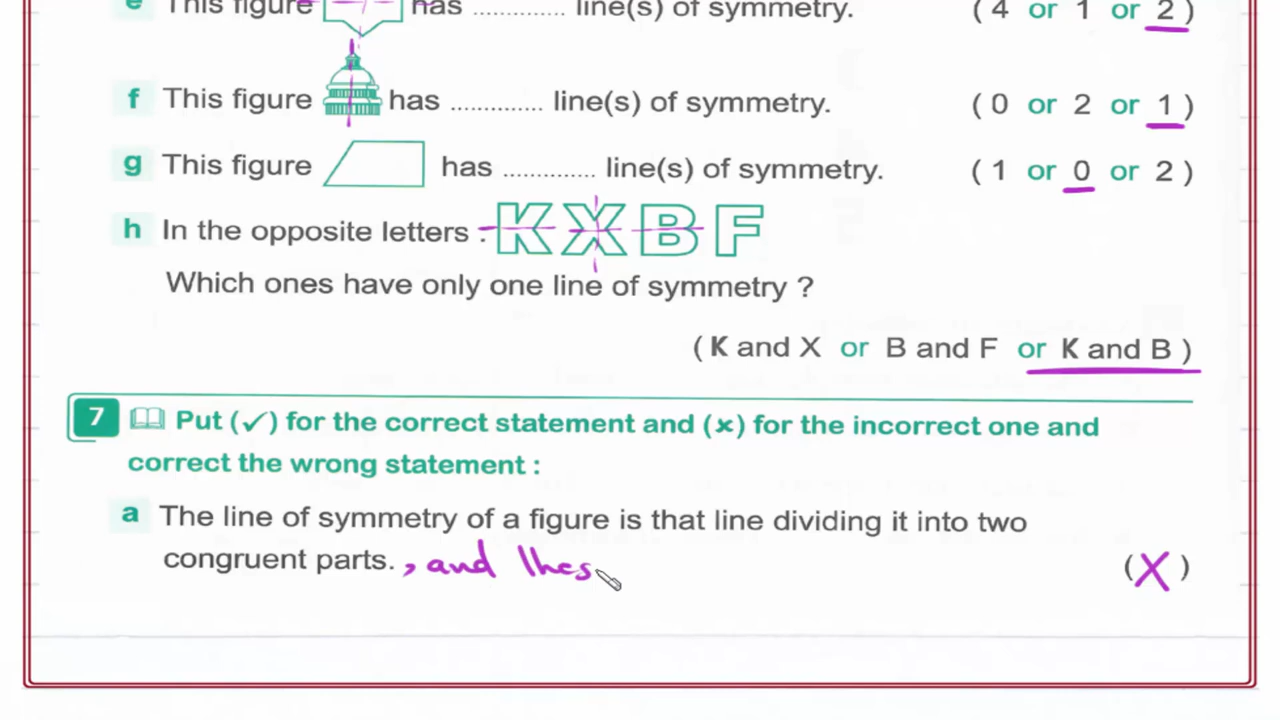 e This figure has ............. line(s) of symmetry. ( 4 or 1 or 2 )
f This figure has ............. line(s) of symmetry. ( 0 or 2 or 1 )
g This figure has ............. line(s) of symmetry. ( 1 or 0 or 2 )
h In the opposite letters : K X B F
Which ones have only one line of symmetry ?
( K and X or B and F or K and B )
7 Put (✓) for the correct statement and (×) for the incorrect one and
correct the wrong statement :
a The line of symmetry of a figure is that line dividing it into two
congruent parts. , and thes (X)